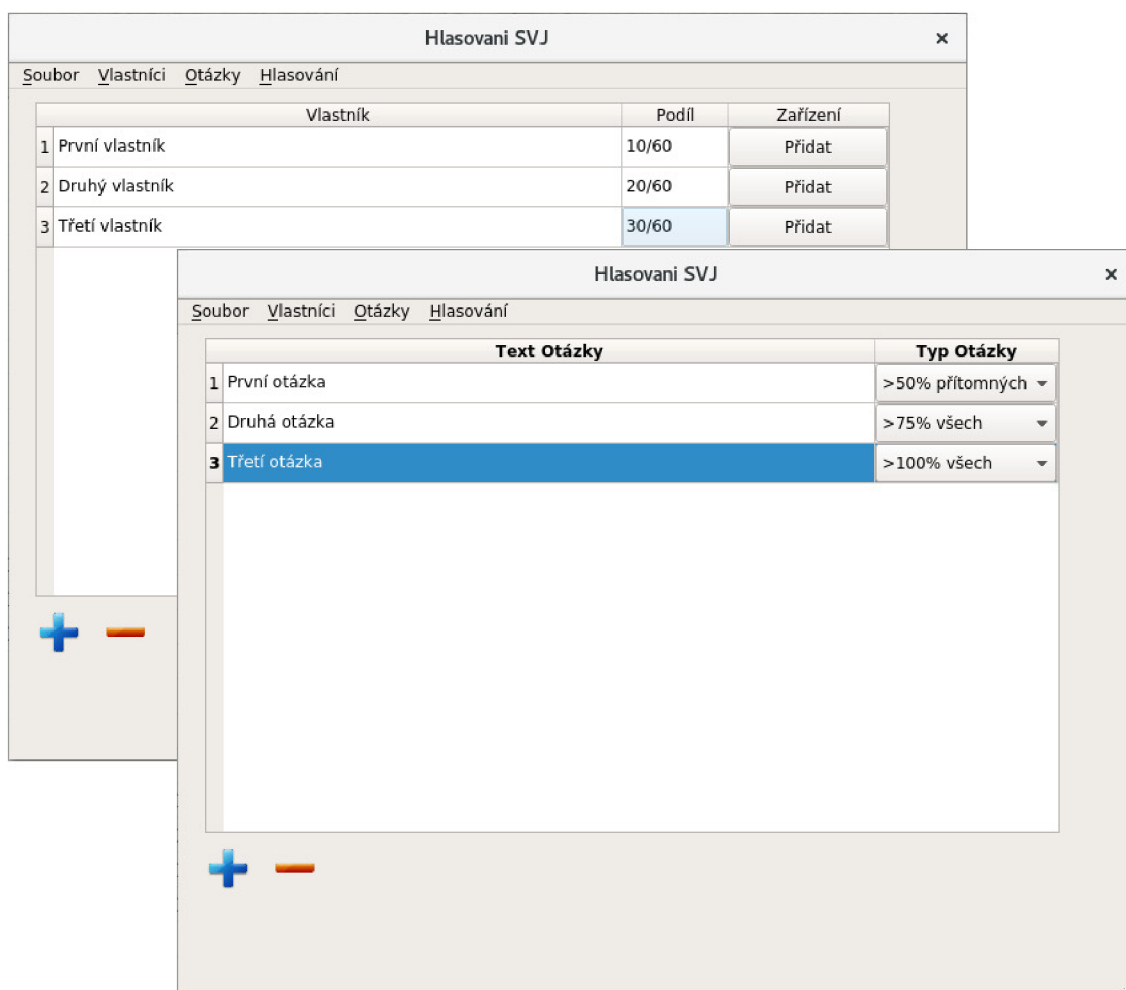 Hlasovani SVJ ×
Soubor Vlastníci Otázky Hlasování
Vlastník Podíl Zařízení
1 První vlastník 10/60 Přidat
2 Druhý vlastník 20/60 Přidat
3 Třetí vlastník 30/60 Přidat
Hlasovani SVJ ×
Soubor Vlastníci Otázky Hlasování
Text Otázky Typ Otázky
1 První otázka >50% přítomných
2 Druhá otázka >75% všech
3 Třetí otázka >100% všech